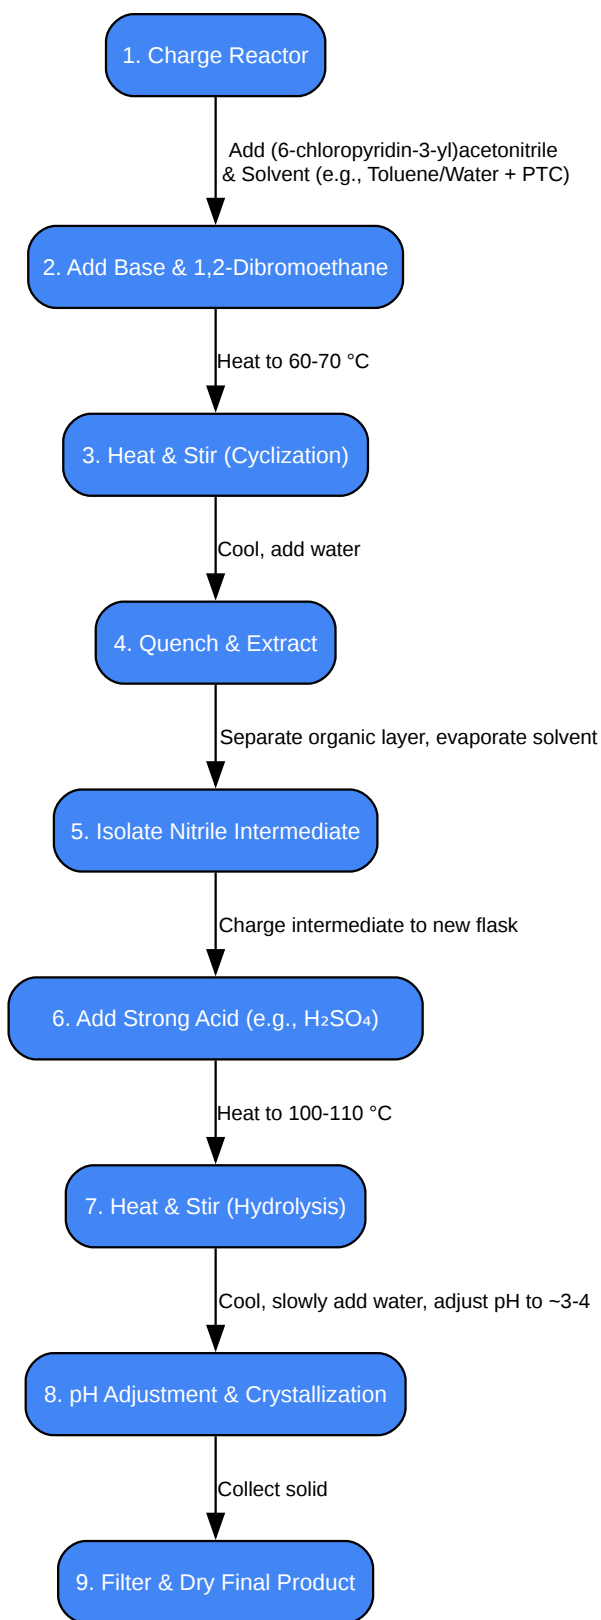 1. Charge Reactor
Add (6-chloropyridin-3-yl)acetonitrile
& Solvent (e.g., Toluene/Water + PTC)
2. Add Base & 1,2-Dibromoethane
Heat to 60-70 °C
3. Heat & Stir (Cyclization)
Cool, add water
4. Quench & Extract
Separate organic layer, evaporate solvent
5. Isolate Nitrile Intermediate
Charge intermediate to new flask
6. Add Strong Acid (e.g., H₂SO₄)
Heat to 100-110 °C
7. Heat & Stir (Hydrolysis)
Cool, slowly add water, adjust pH to ~3-4
8. pH Adjustment & Crystallization
Collect solid
9. Filter & Dry Final Product